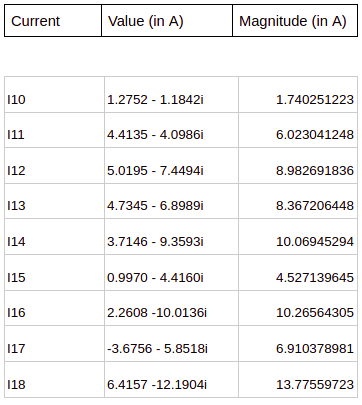 Current Value (in A) Magnitude (in A)
I10 1.2752 - 1.1842i 1.740251223
I11 4.4135 - 4.0986i 6.023041248
I12 5.0195 - 7.4494i 8.982691836
I13 4.7345 - 6.8989i 8.367206448
I14 3.7146 - 9.3593i 10.06945294
I15 0.9970 - 4.4160i 4.527139645
I16 2.2608 -10.0136i 10.26564305
I17 -3.6756 - 5.8518i 6.910378981
I18 6.4157 -12.1904i 13.77559723